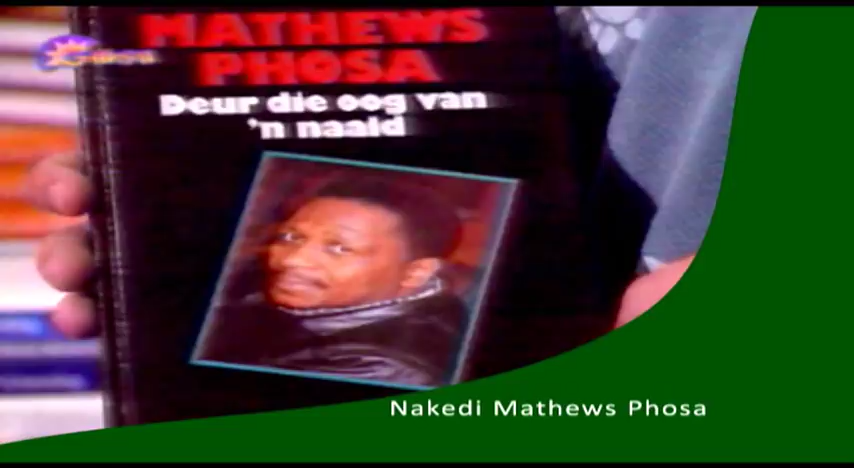 MATHEWS
PHOSA
Deur die oog van
'n naald
Nakedi Mathews Phosa